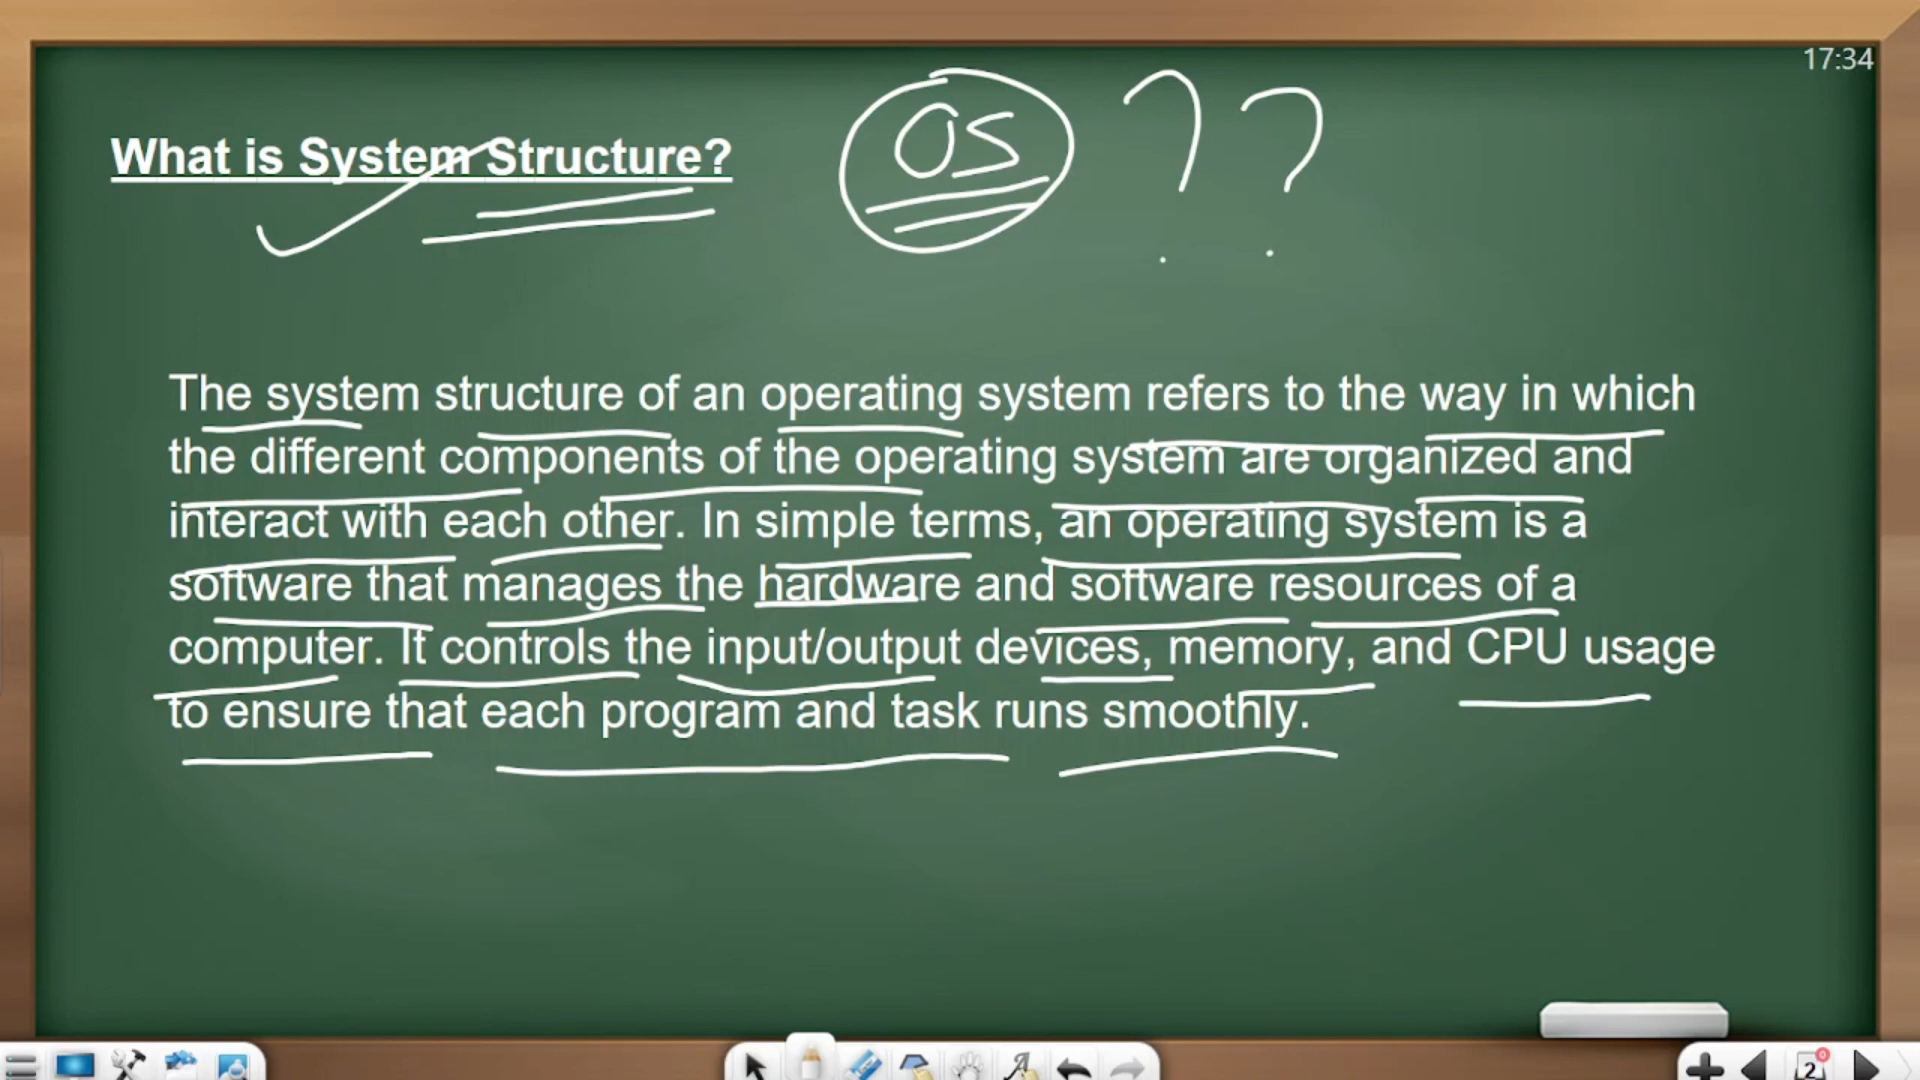 17:34
What is System Structure?
OS ??
The system structure of an operating system refers to the way in which
the different components of the operating system are organized and
interact with each other. In simple terms, an operating system is a
software that manages the hardware and software resources of a
computer. It controls the input/output devices, memory, and CPU usage
to ensure that each program and task runs smoothly.
A
2
0